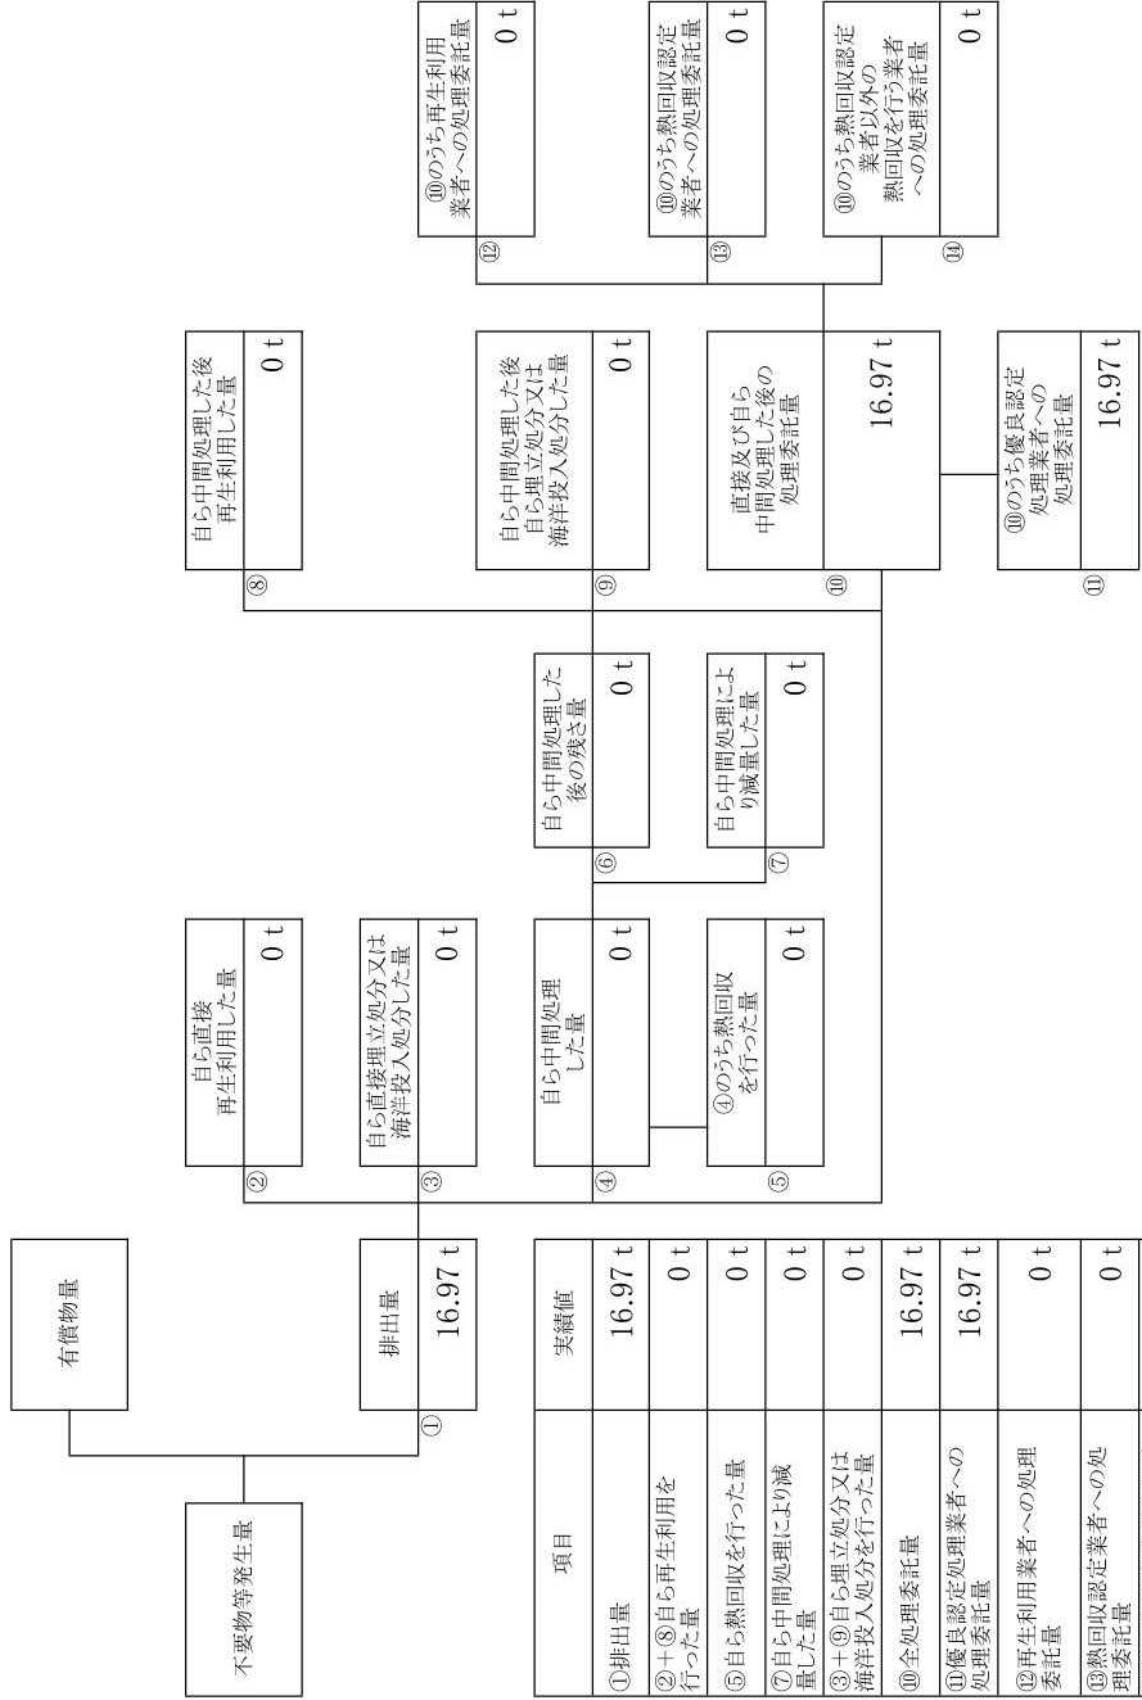 有償物量
不要物等発生量
排出量
①
16.97 t
自ら直接
再生利用した量
②
0 t
自ら直接埋立処分又は
海洋投入処分した量
③
0 t
自ら中間処理
した量
④
0 t
④のうち熱回収
を行った量
⑤
0 t
自ら中間処理した
後の残さ量
⑥
0 t
自ら中間処理によ
り減量した量
⑦
0 t
自ら中間処理した後
再生利用した量
⑧
0 t
自ら中間処理した後
自ら埋立処分又は
海洋投入処分した量
⑨
0 t
直接及び自ら
中間処理した後の
処理委託量
⑩
16.97 t
⑩のうち優良認定
処理業者への
処理委託量
⑪
16.97 t
⑩のうち再生利用
業者への処理委託量
⑫
0 t
⑩のうち熱回収認定
業者への処理委託量
⑬
0 t
⑩のうち熱回収認定
業者以外の
熱回収を行う業者
への処理委託量
⑭
0 t
項目
実績値
①排出量
16.97 t
②+⑧自ら再生利用を
行った量
0 t
⑤自ら熱回収を行った量
0 t
⑦自ら中間処理により減
量した量
0 t
③+⑨自ら埋立処分又は
海洋投入処分を行った量
0 t
⑩全処理委託量
16.97 t
⑪優良認定処理業者への
処理委託量
16.97 t
⑫再生利用業者への処理
委託量
0 t
⑬熱回収認定業者への処
理委託量
0 t